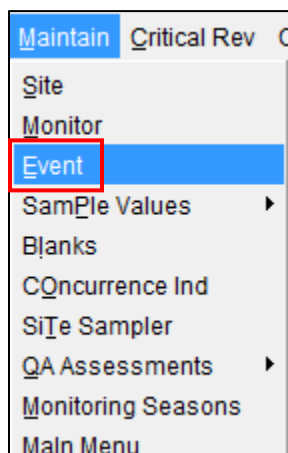 Maintain Critical Rev C
Site
Monitor
Event
SamPle Values
Blanks
COncurrence Ind
SiTe Sampler
QA Assessments
Monitoring Seasons
MaIn Menu